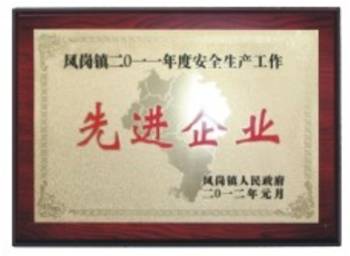 凤岗镇二〇一一年度安全生产工作
先进企业
凤岗镇人民政府
二〇一二年元月